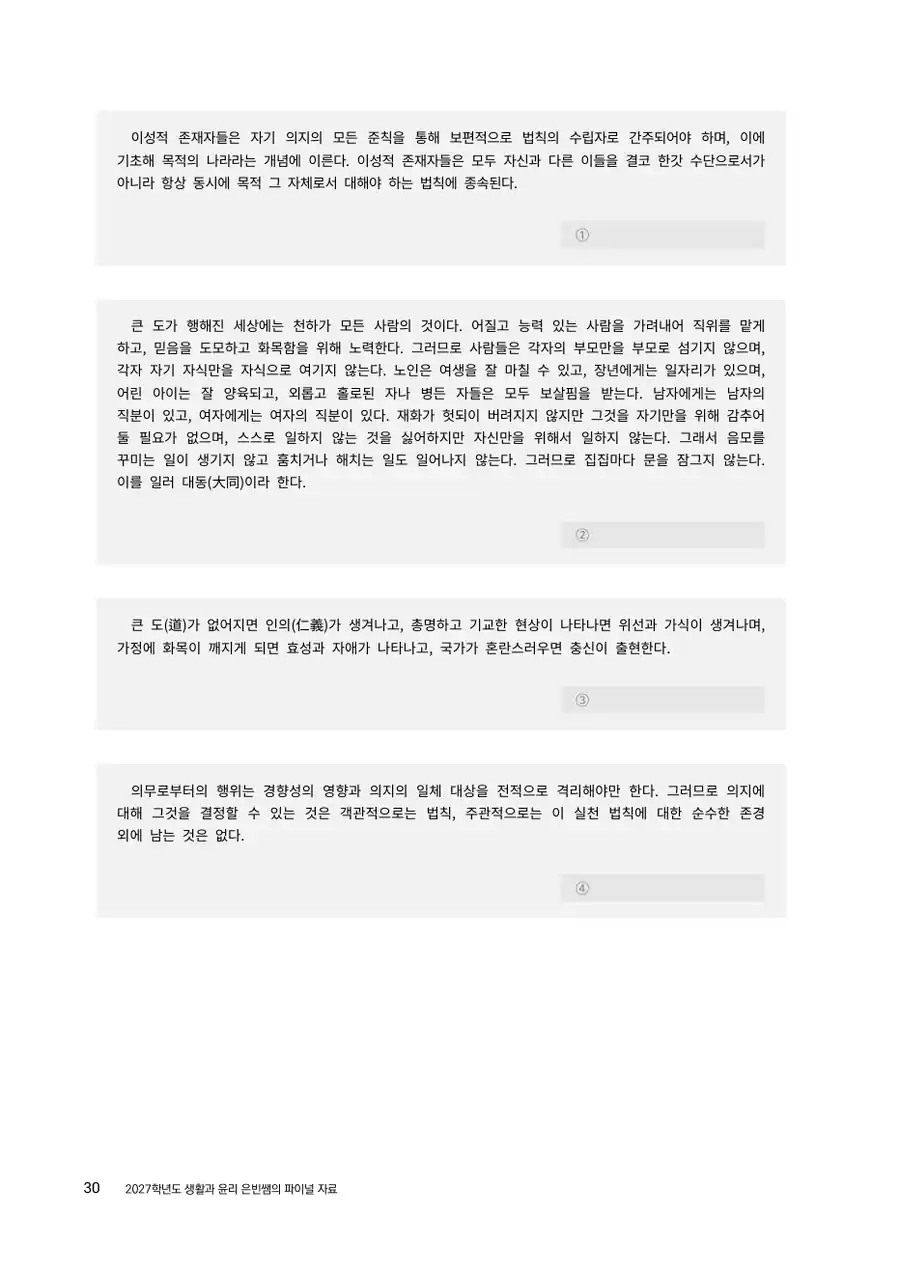 이성적 존재자들은 자기 의지의 모든 준칙을 통해 보편적으로 법칙의 수립자로 간주되어야 하며, 이에
기초해 목적의 나라라는 개념에 이른다. 이성적 존재자들은 모두 자신과 다른 이들을 결코 한갓 수단으로서가
아니라 항상 동시에 목적 그 자체로서 대해야 하는 법칙에 종속된다.
①
큰 도가 행해진 세상에는 천하가 모든 사람의 것이다. 어질고 능력 있는 사람을 가려내어 직위를 맡게
하고, 믿음을 도모하고 화목함을 위해 노력한다. 그러므로 사람들은 각자의 부모만을 부모로 섬기지 않으며,
각자 자기 자식만을 자식으로 여기지 않는다. 노인은 여생을 잘 마칠 수 있고, 장년에게는 일자리가 있으며,
어린 아이는 잘 양육되고, 외롭고 홀로된 자나 병든 자들은 모두 보살핌을 받는다. 남자에게는 남자의
직분이 있고, 여자에게는 여자의 직분이 있다. 재화가 헛되이 버려지지 않지만 그것을 자기만을 위해 감추어
둘 필요가 없으며, 스스로 일하지 않는 것을 싫어하지만 자신만을 위해서 일하지 않는다. 그래서 음모를
꾸미는 일이 생기지 않고 훔치거나 해치는 일도 일어나지 않는다. 그러므로 집집마다 문을 잠그지 않는다.
이를 일러 대동(大同)이라 한다.
②
큰 도(道)가 없어지면 인의(仁義)가 생겨나고, 총명하고 기교한 현상이 나타나면 위선과 가식이 생겨나며,
가정에 화목이 깨지게 되면 효성과 자애가 나타나고, 국가가 혼란스러우면 충신이 출현한다.
③
의무로부터의 행위는 경향성의 영향과 의지의 일체 대상을 전적으로 격리해야만 한다. 그러므로 의지에
대해 그것을 결정할 수 있는 것은 객관적으로는 법칙, 주관적으로는 이 실천 법칙에 대한 순수한 존경
외에 남는 것은 없다.
④
30 2027학년도 생활과 윤리 은빈쌤의 파이널 자료